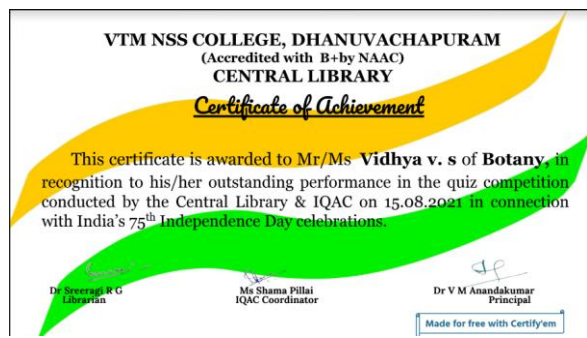 VTM NSS COLLEGE, DHANUVACHAPURAM
(Accredited with B+by NAAC)
CENTRAL LIBRARY
Certificate of Achievement
This certificate is awarded to Mr/Ms Vidhya v. s of Botany, in
recognition to his/her outstanding performance in the quiz competition
conducted by the Central Library & IQAC on 15.08.2021 in connection
with India's 75th Independence Day celebrations.
Dr Sreeragi R G Ms Shama Pillai Dr V M Anandakumar
Librarian IQAC Coordinator Principal
Made for free with Certify'em